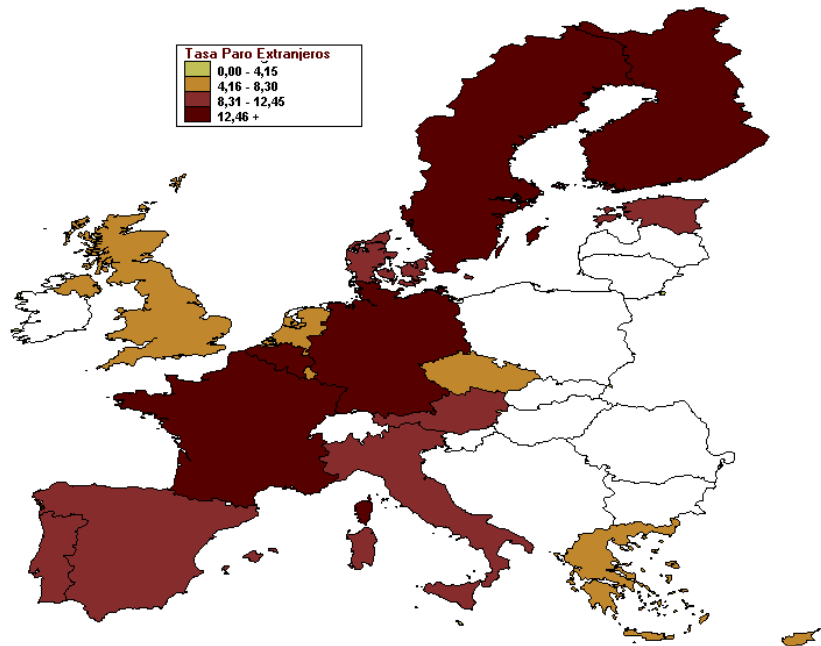 Tasa Paro Extranjeros
0,00 - 4,15
4,16 - 8,30
8,31 - 12,45
12,46 +